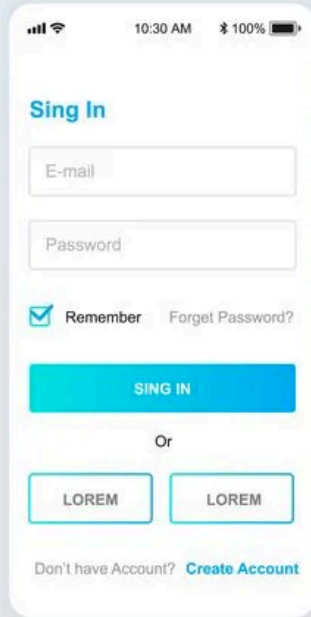 10:30 AM 100%
Sing In
E-mail
Password
Remember Forget Password?
SING IN
Or
LOREM LOREM
Don't have Account? Create Account